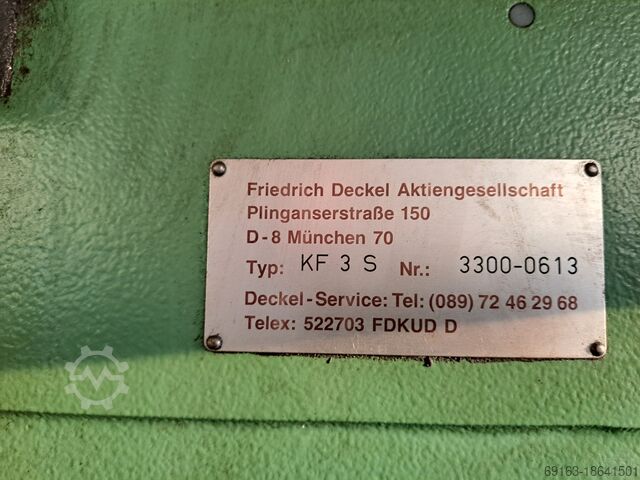 Friedrich Deckel Aktiengesellschaft
Plinganserstraße 150
D-8 München 70
Typ: KF 3 S Nr.: 3300-0613
Deckel-Service: Tel: (089) 72 46 29 68
Telex: 522703 FDKUD D
69163-18641501